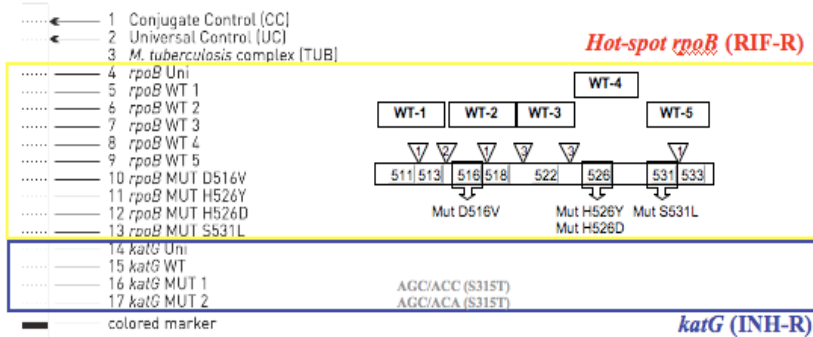 1 Conjugate Control (CC)
2 Universal Control (UC)
3 M. tuberculosis complex (TUB)
Hot-spot rpoB (RIF-R)
4 rpoB Uni
5 rpoB WT 1
6 rpoB WT 2
7 rpoB WT 3
8 rpoB WT 4
9 rpoB WT 5
10 rpoB MUT D516V
11 rpoB MUT H526Y
12 rpoB MUT H526D
13 rpoB MUT S531L
WT-4
WT-1 WT-2 WT-3 WT-5
1 2 1 3 3 1
511 513 516 518 522 526 531 533
Mut D516V Mut H526Y Mut S531L
Mut H526D
14 katG Uni
15 katG WT
16 katG MUT 1 AGC/ACC (S315T)
17 katG MUT 2 AGC/ACA (S315T)
colored marker
katG (INH-R)